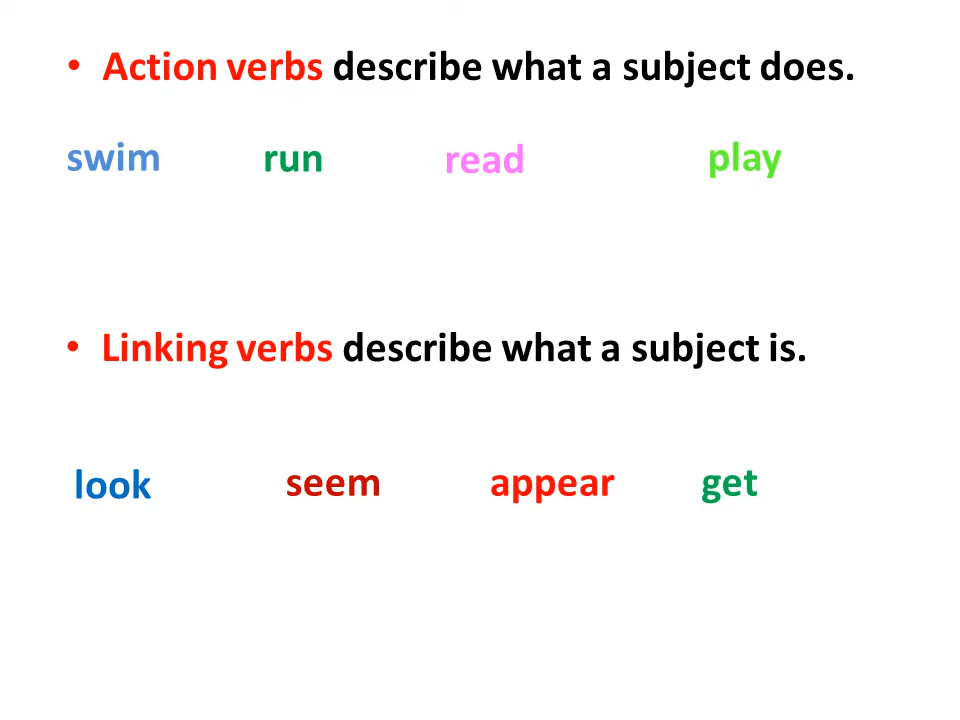 • Action verbs describe what a subject does.
swim run read play
• Linking verbs describe what a subject is.
look seem appear get